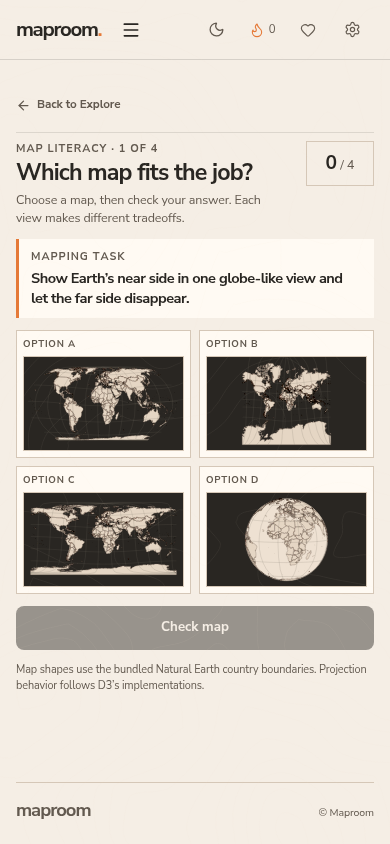 maproom.
0
Back to Explore
MAP LITERACY · 1 OF 4
Which map fits the job?
Choose a map, then check your answer. Each
view makes different tradeoffs.
0 / 4
MAPPING TASK
Show Earth’s near side in one globe-like view and
let the far side disappear.
OPTION A
OPTION B
OPTION C
OPTION D
Check map
Map shapes use the bundled Natural Earth country boundaries. Projection
behavior follows D3’s implementations.
maproom
© Maproom